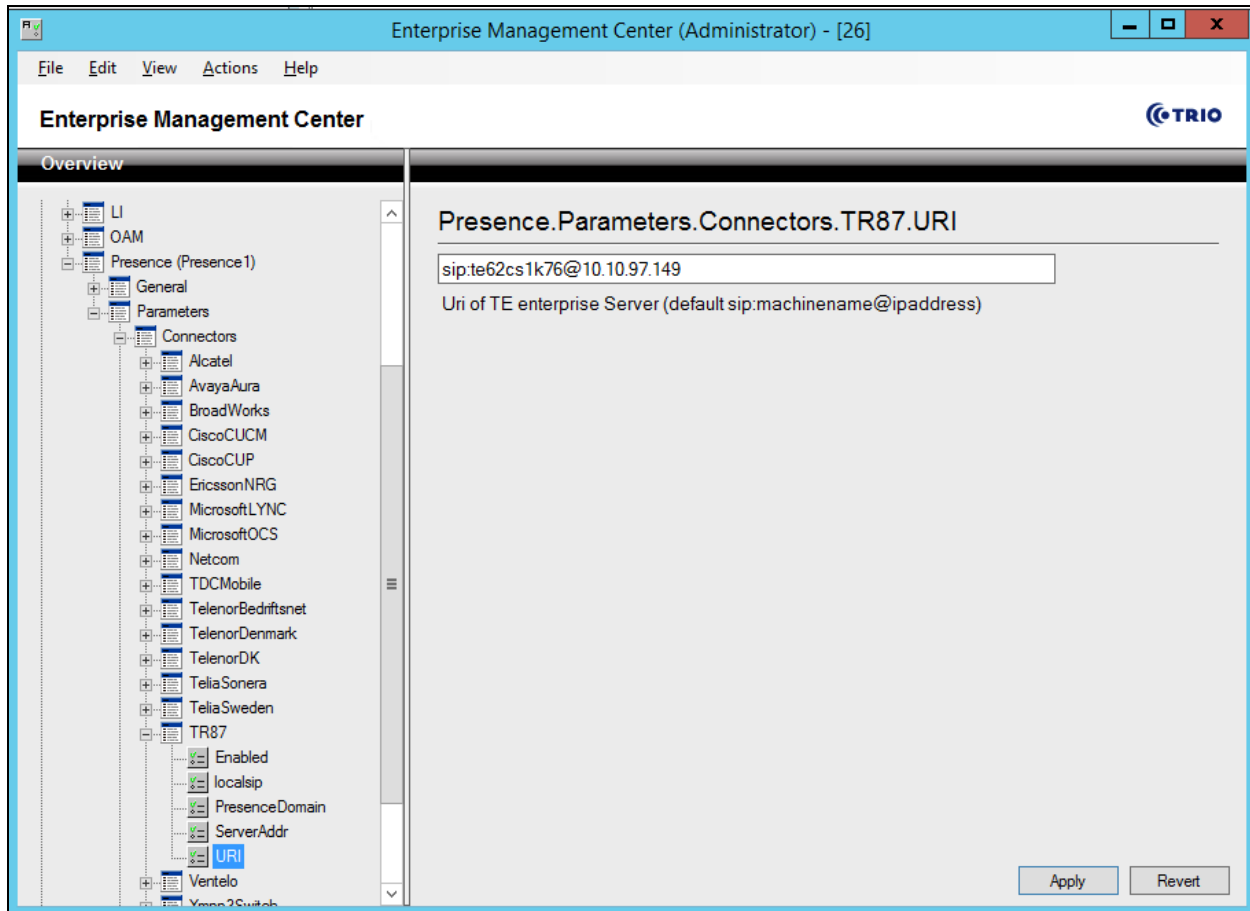 Enterprise Management Center (Administrator) - [26]
File Edit View Actions Help
Enterprise Management Center
TRIO
Overview
LI
OAM
Presence (Presence1)
General
Parameters
Connectors
Alcatel
AvayaAura
BroadWorks
CiscoCUCM
CiscoCUP
EricssonNRG
MicrosoftLYNC
MicrosoftOCS
Netcom
TDCMobile
TelenorBedriftsnet
TelenorDenmark
TelenorDK
TeliaSonera
TeliaSweden
TR87
Enabled
localsip
PresenceDomain
ServerAddr
URI
Ventelo
Presence.Parameters.Connectors.TR87.URI
sip:te62cs1k76@10.10.97.149
Uri of TE enterprise Server (default sip:machinename@ipaddress)
Apply Revert